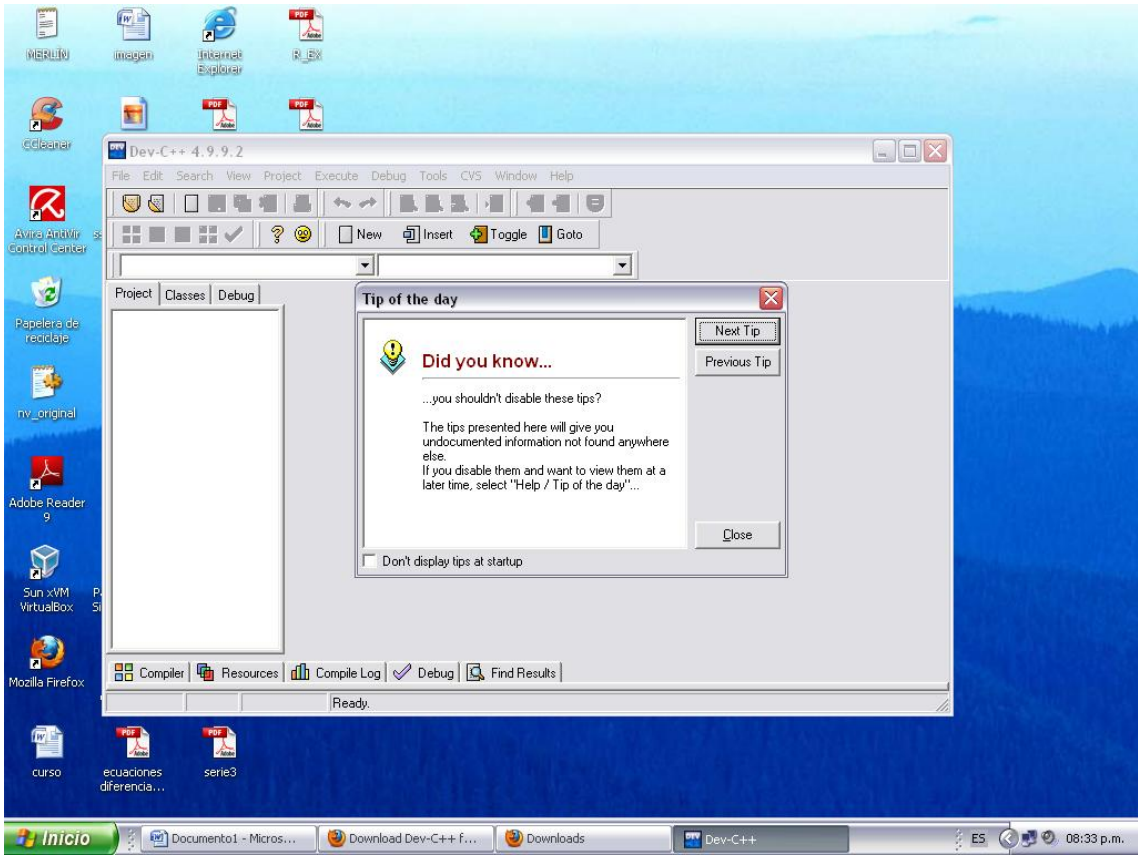 MERLÍN
imagen
Internet
Explorer
R_EX
CCleaner
Dev-C++ 4.9.9.2
File Edit Search View Project Execute Debug Tools CVS Window Help
New Insert Toggle Goto
Avira AntiVir
Control Center
Project Classes Debug
Papelera de
reciclaje
nv_original
Adobe Reader
9
Sun xVM
VirtualBox
Mozilla Firefox
Tip of the day
Next Tip
Previous Tip
Did you know...
...you shouldn't disable these tips?
The tips presented here will give you
undocumented information not found anywhere
else.
If you disable them and want to view them at a
later time, select "Help / Tip of the day"...
Close
Don't display tips at startup
Compiler Resources Compile Log Debug Find Results
Ready.
curso
ecuaciones
diferencia...
serie3
Inicio
Documento1 - Micros...
Download Dev-C++ f...
Downloads
Dev-C++
ES
08:33 p.m.